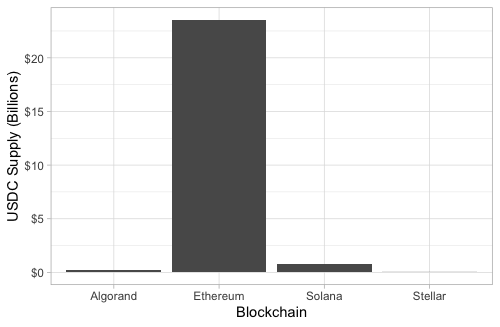 USDC Supply (Billions)
$20
$15
$10
$5
$0
Algorand Ethereum Solana Stellar
Blockchain